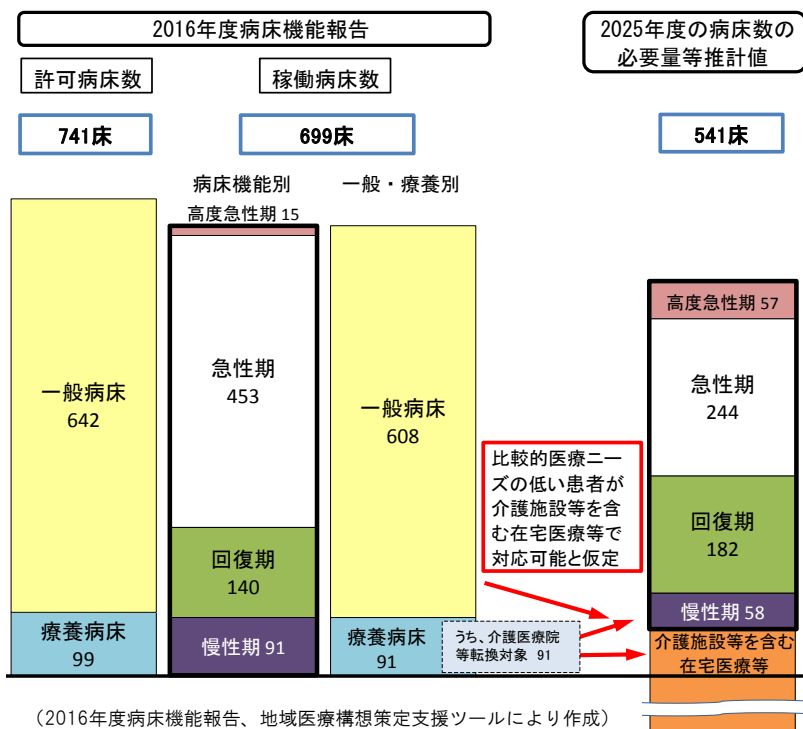 2016年度病床機能報告
2025年度の病床数の
必要量等推計値
許可病床数
稼働病床数
741床
699床
541床
病床機能別
一般・療養別
高度急性期 15
高度急性期 57
急性期
453
急性期
244
一般病床
642
一般病床
608
比較的医療ニー
ズの低い患者が
介護施設等を含
む在宅医療等で
対応可能と仮定
回復期
140
回復期
182
慢性期 58
療養病床
99
慢性期 91
療養病床
91
うち、介護医療院
等転換対象 91
介護施設等を含む
在宅医療等
（2016年度病床機能報告、地域医療構想策定支援ツールにより作成）